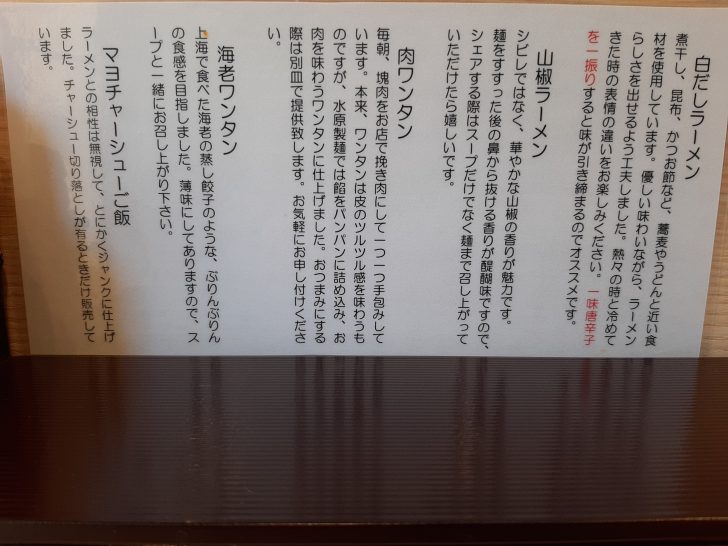 白だしラーメン
煮干し、昆布、かつお節など、蕎麦やうどんと近い食
材を使用しています。優しい味わいながら、ラーメン
らしさを出せるよう工夫しました。熱々の時と冷めて
きた時の表情の違いをお楽しみください。一味唐辛子
を一振りすると味が引き締まるのでオススメです。
山椒ラーメン
シビレではなく、華やかな山椒の香りが魅力です。
麺をすすった後の鼻から抜ける香りが醍醐味ですので、
シェアする際はスープだけでなく麺まで召し上がって
いただけたら嬉しいです。
肉ワンタン
毎朝、塊肉をお店で挽き肉にして一つ一つ手包みして
います。本来、ワンタンは皮のツルツル感を味わうも
のですが、水原製麺では餡をパンパンに詰め込み、お
肉を味わうワンタンに仕上げました。おつまみにする
際は別皿で提供致します。お気軽にお申し付けくださ
い。
海老ワンタン
上海で食べた海老の蒸し餃子のような、ぷりんぷりん
の食感を目指しました。薄味にしてありますので、ス
ープと一緒にお召し上がり下さい。
マヨチャーシューご飯
ラーメンとの相性は無視して、とにかくジャンクに仕上げ
ました。チャーシュー切り落としが有るときだけ販売して
います。